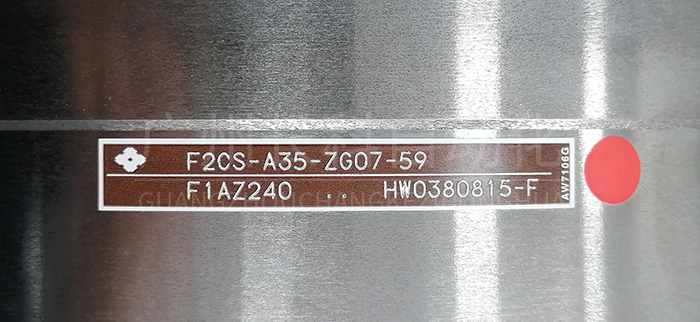 F2CS-A35-ZG07-59
F1AZ240 .. HW0380815-F
AW7106G